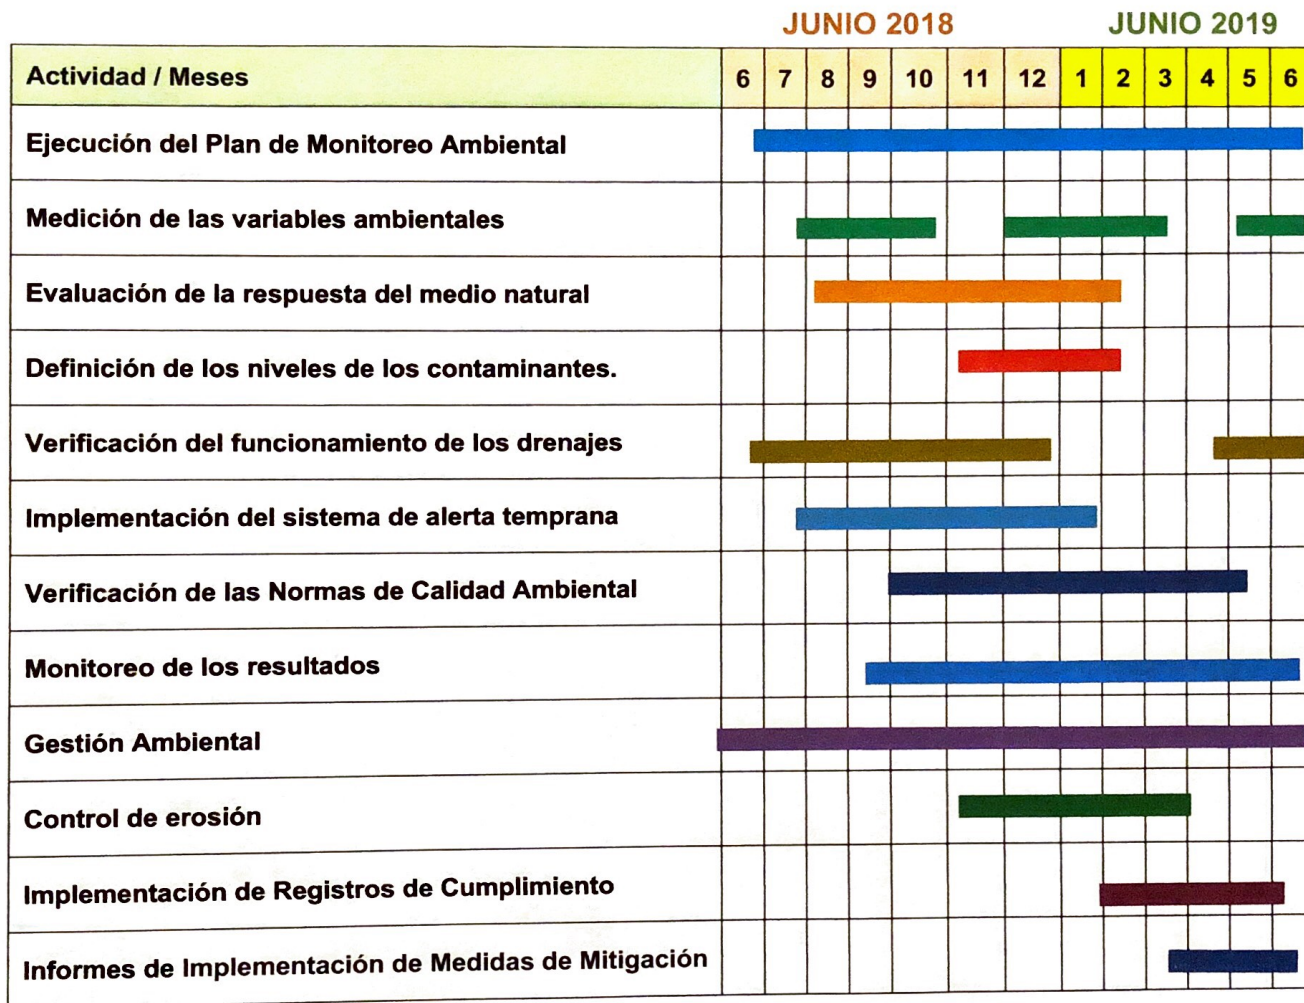 JUNIO 2018 JUNIO 2019
Actividad / Meses 6 7 8 9 10 11 12 1 2 3 4 5 6
Ejecución del Plan de Monitoreo Ambiental
Medición de las variables ambientales
Evaluación de la respuesta del medio natural
Definición de los niveles de los contaminantes.
Verificación del funcionamiento de los drenajes
Implementación del sistema de alerta temprana
Verificación de las Normas de Calidad Ambiental
Monitoreo de los resultados
Gestión Ambiental
Control de erosión
Implementación de Registros de Cumplimiento
Informes de Implementación de Medidas de Mitigación